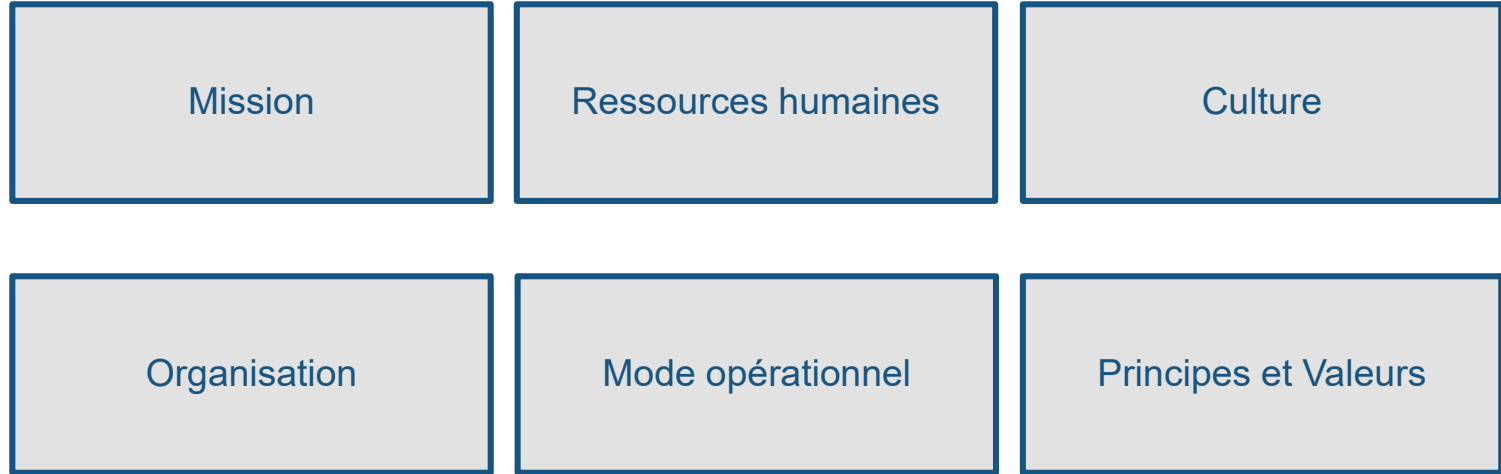 Mission
Ressources humaines
Culture
Organisation
Mode opérationnel
Principes et Valeurs